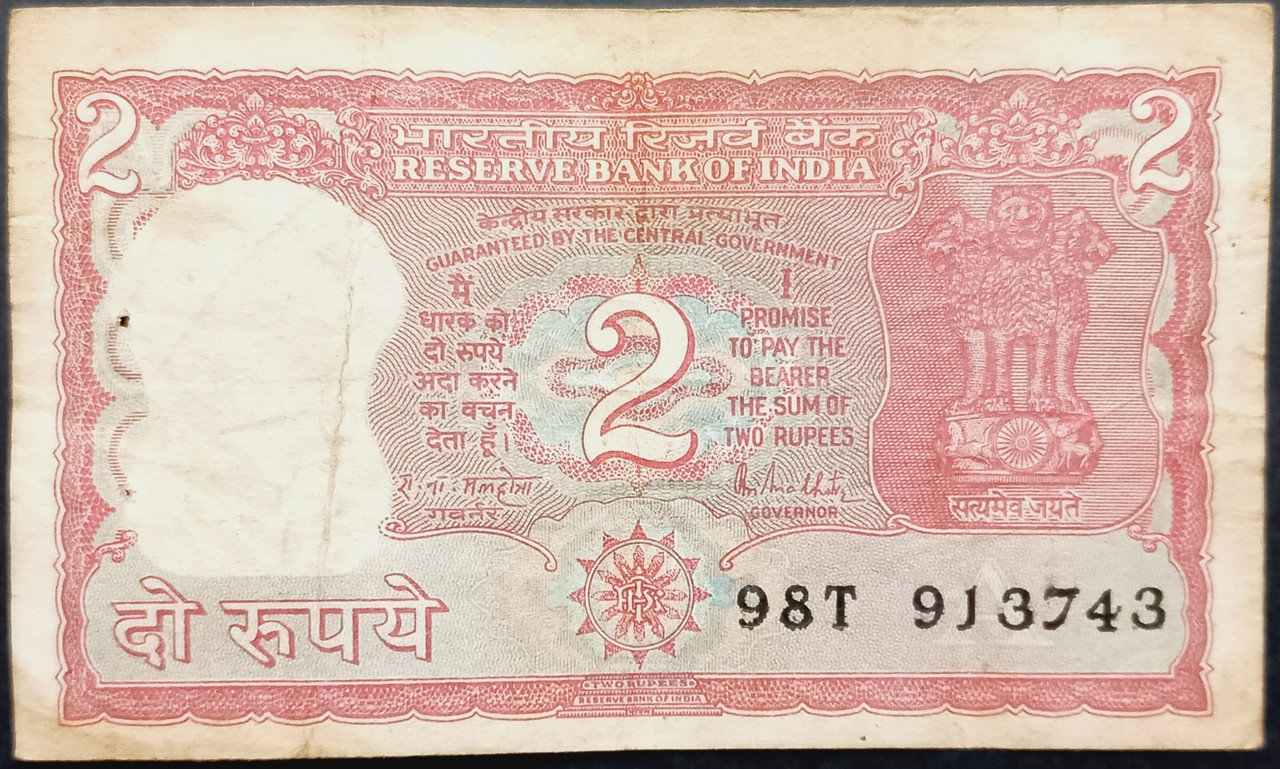 2
2
भारतीय रिज़र्व बैंक
RESERVE BANK OF INDIA
केन्द्रीय सरकार द्वारा प्रत्याभूत
GUARANTEED BY THE CENTRAL GOVERNMENT
मैं
धारक को
दो रुपये
अदा करने
का वचन
देता हूँ।
रा. ना. मलहोत्रा
गवर्नर
2
I
PROMISE
TO PAY THE
BEARER
THE SUM OF
TWO RUPEES
GOVERNOR
सत्यमेव जयते
दो रूपये
98T 913743
TWO RUPEES
RESERVE BANK OF INDIA